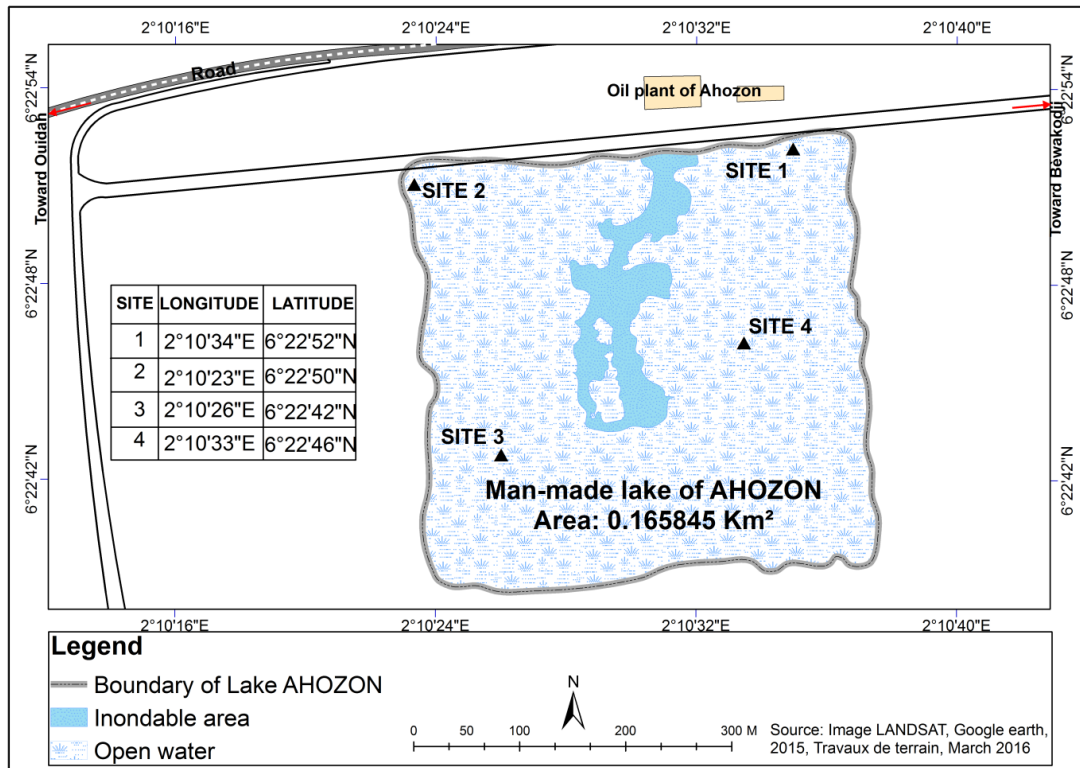 2°10'16"E 2°10'24"E 2°10'32"E 2°10'40"E
6°22'54"N
6°22'54"N
Road
Oil plant of Ahozon
Toward Ouidah
Toward Bèwakodji
SITE 1
SITE 2
6°22'48"N
6°22'48"N
SITE LONGITUDE LATITUDE
1 2°10'34"E 6°22'52"N
2 2°10'23"E 6°22'50"N
3 2°10'26"E 6°22'42"N
4 2°10'33"E 6°22'46"N
SITE 4
SITE 3
6°22'42"N
6°22'42"N
Man-made lake of AHOZON
Area: 0.165845 Km²
2°10'16"E 2°10'24"E 2°10'32"E 2°10'40"E
Legend
Boundary of Lake AHOZON
Inondable area
Open water
N
0 50 100 200 300 M
Source: Image LANDSAT, Google earth,
2015, Travaux de terrain, March 2016